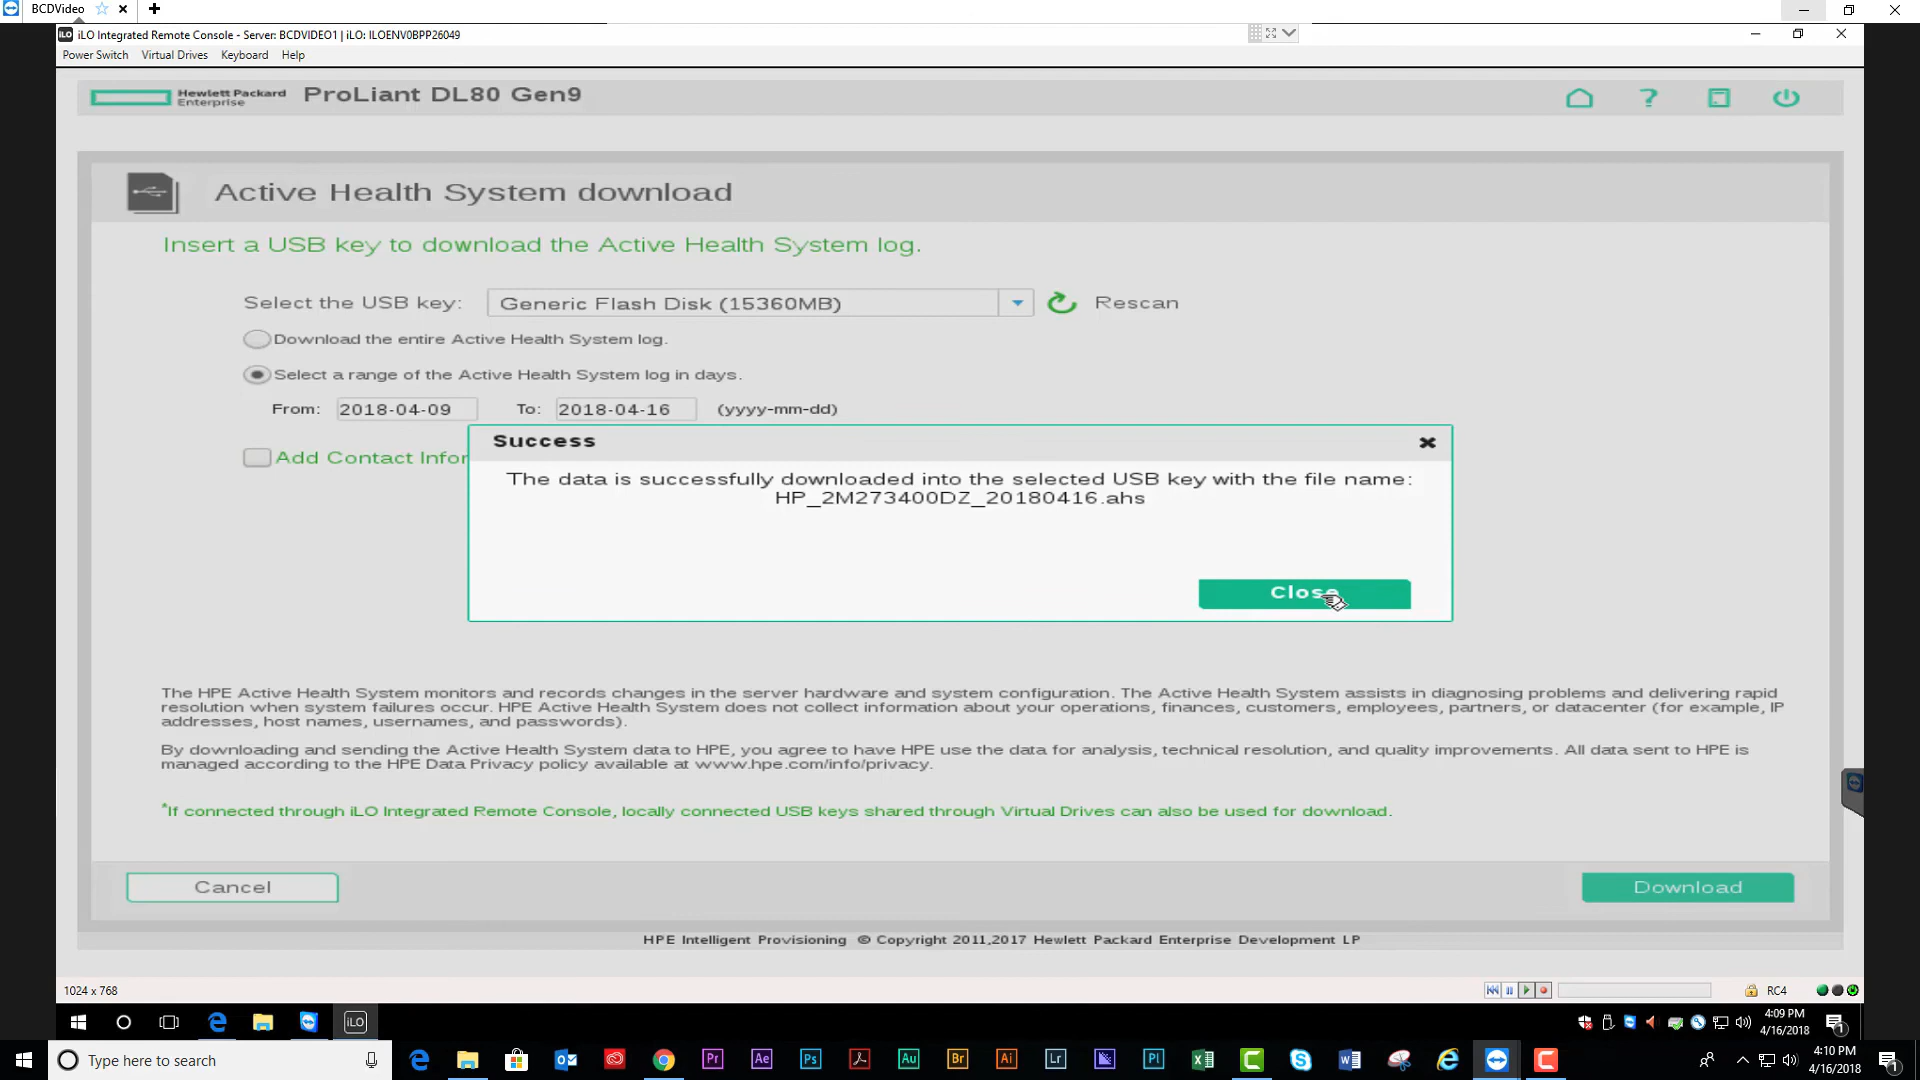 BCDVideo
iLO Integrated Remote Console - Server: BCDVIDEO1 | iLO: ILOENV0BPP26049
Power Switch Virtual Drives Keyboard Help
Hewlett Packard
Enterprise
ProLiant DL80 Gen9
?
Active Health System download
Insert a USB key to download the Active Health System log.
Select the USB key: Generic Flash Disk (15360MB) Rescan
Download the entire Active Health System log.
Select a range of the Active Health System log in days.
From: 2018-04-09 To: 2018-04-16 (yyyy-mm-dd)
Add Contact Infor
Success
The data is successfully downloaded into the selected USB key with the file name:
HP_2M273400DZ_20180416.ahs
Close
The HPE Active Health System monitors and records changes in the server hardware and system configuration. The Active Health System assists in diagnosing problems and delivering rapid
resolution when system failures occur. HPE Active Health System does not collect information about your operations, finances, customers, employees, partners, or datacenter (for example, IP
addresses, host names, usernames, and passwords).
By downloading and sending the Active Health System data to HPE, you agree to have HPE use the data for analysis, technical resolution, and quality improvements. All data sent to HPE is
managed according to the HPE Data Privacy policy available at www.hpe.com/info/privacy.
*If connected through iLO Integrated Remote Console, locally connected USB keys shared through Virtual Drives can also be used for download.
Cancel Download
HPE Intelligent Provisioning © Copyright 2011,2017 Hewlett Packard Enterprise Development LP
1024 x 768 RC4
iLO
4:09 PM
4/16/2018
1
Type here to search
Pr Ae Ps Au Br Ai Lr Pl
4:10 PM
4/16/2018
1